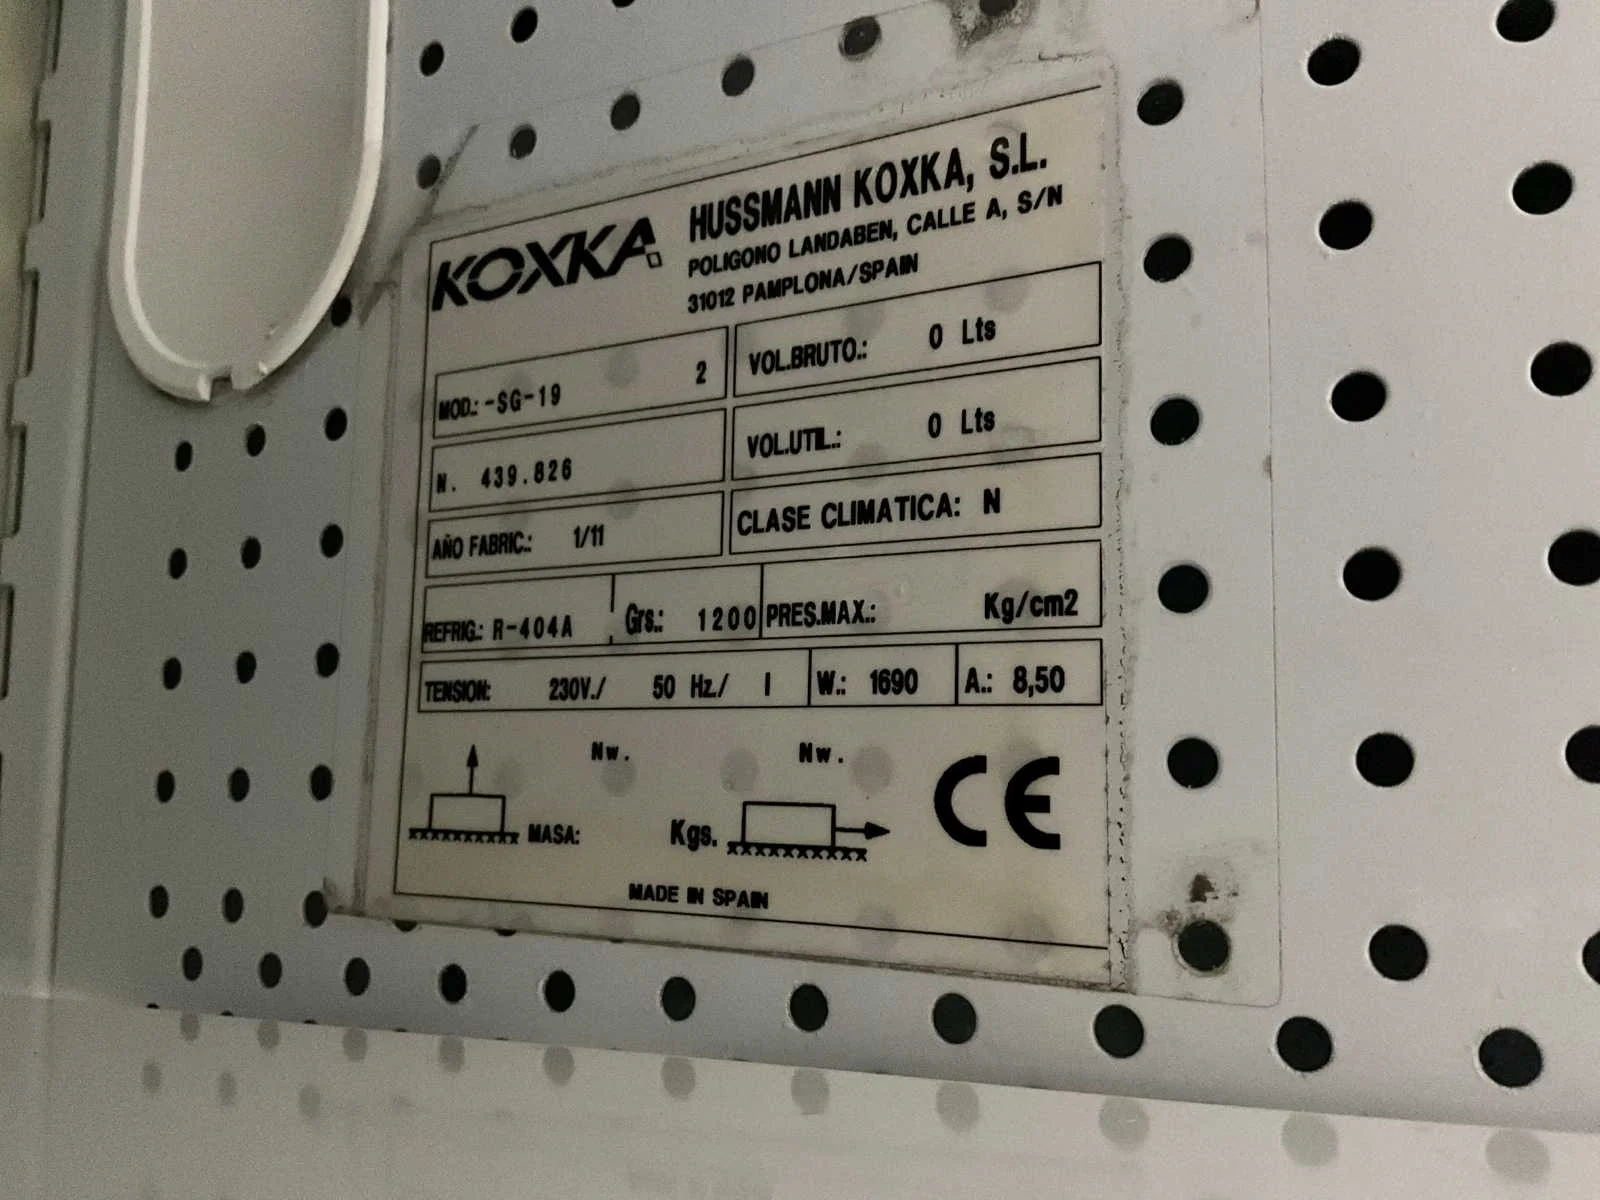 KOXKA
HUSSMANN KOXKA, S.L.
POLIGONO LANDABEN, CALLE A, S/N
31012 PAMPLONA/SPAIN
MOD.: -SG-19 2
VOL.BRUTO.: 0 Lts
N. 439.826
VOL.UTIL.: 0 Lts
AÑO FABRIC.: 1/11
CLASE CLIMATICA: N
REFRIG.: R-404A Grs.: 1200 PRES.MAX.: Kg/cm2
TENSION: 230V./ 50 Hz./ I W.: 1690 A.: 8,50
Nw. Nw.
MASA: Kgs.
CE
MADE IN SPAIN